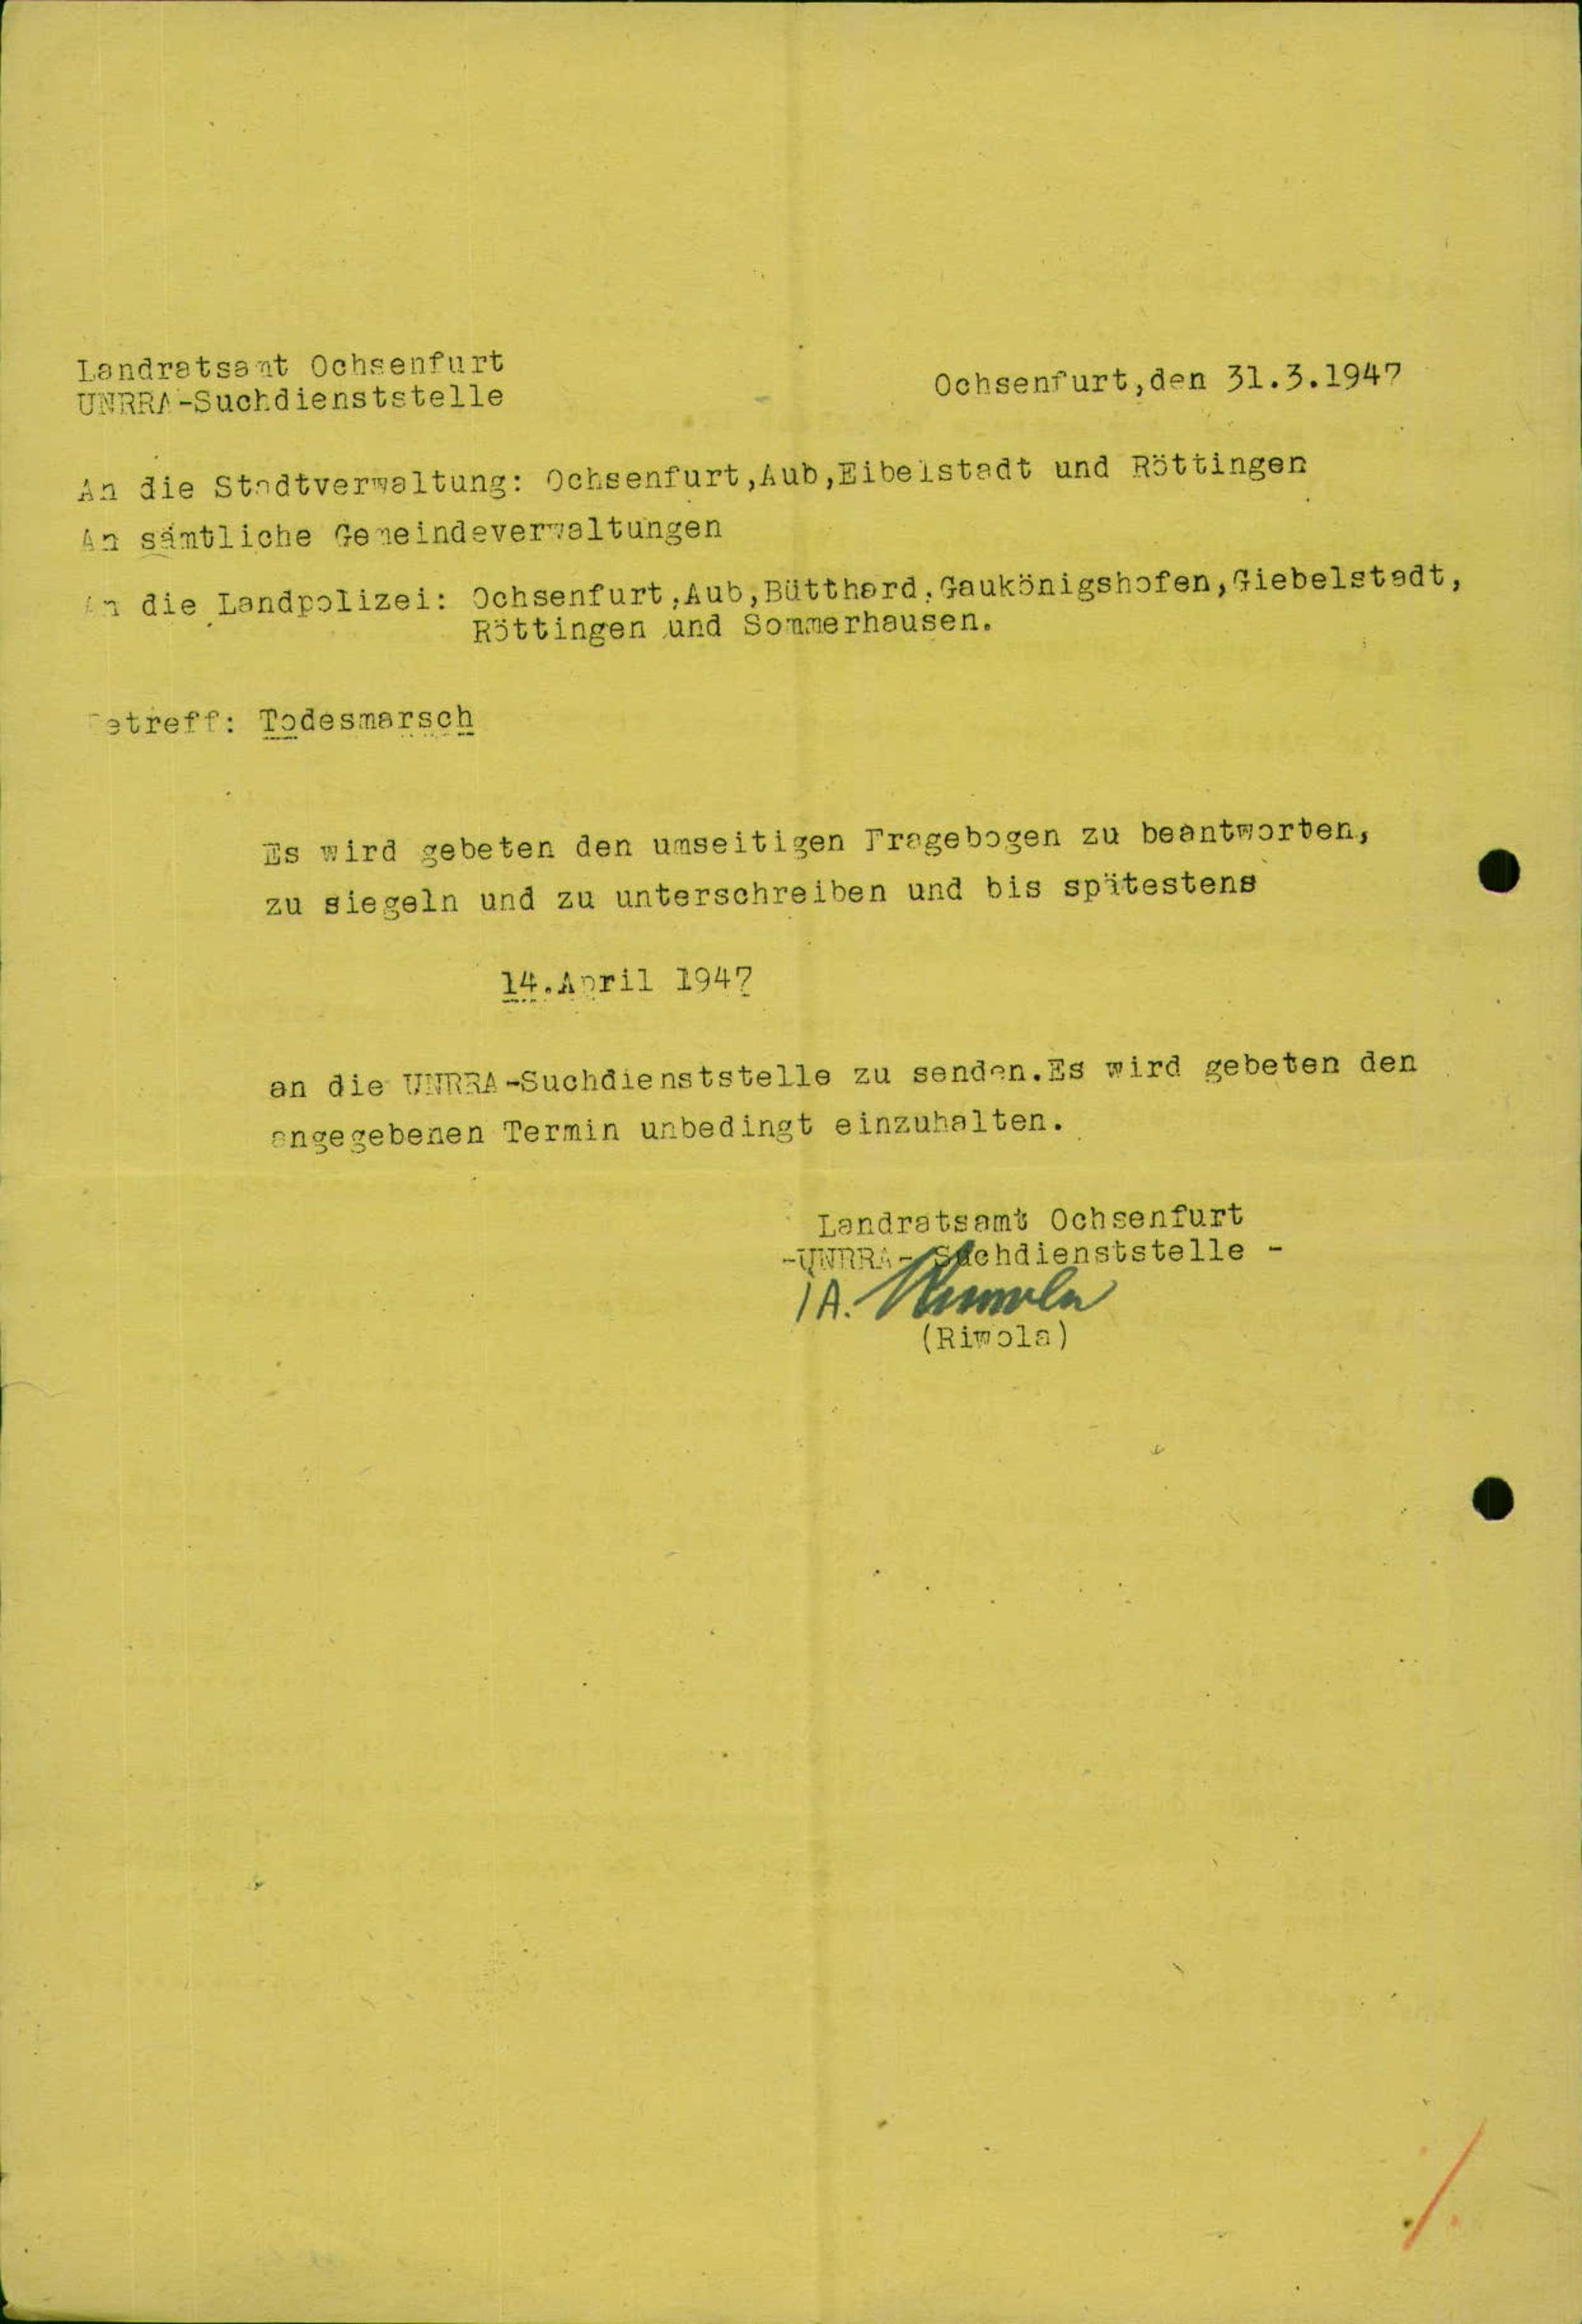 Landratsamt Ochsenfurt
UNRRA-Suchdienststelle
Ochsenfurt,den 31.3.1947
An die Stadtverwaltung: Ochsenfurt,Aub,Eibelstadt und Röttingen
An sämtliche Gemeindeverwaltungen
An die Landpolizei: Ochsenfurt,Aub,Bütthard,Gaukönigshofen,Giebelstadt,
Röttingen und Sommerhausen.
Betreff: Todesmarsch
Es wird gebeten den umseitigen Fragebogen zu beantworten,
zu siegeln und zu unterschreiben und bis spätestens
14.April 1947
an die UNRRA-Suchdienststelle zu senden.Es wird gebeten den
angegebenen Termin unbedingt einzuhalten.
Landratsamt Ochsenfurt
-UNRRA- Suchdienststelle -
IA.
(Riwola)